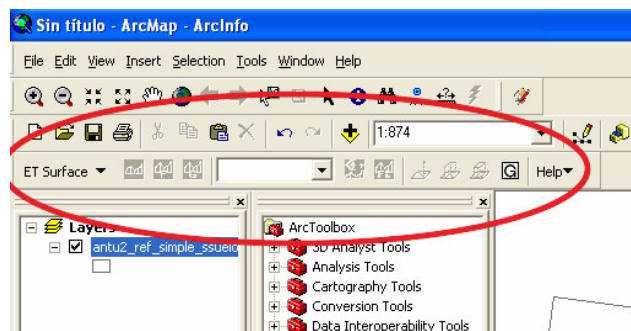 Sin título - ArcMap - ArcInfo
File Edit View Insert Selection Tools Window Help
1:874
ET Surface G Help
Layers
antu2_ref_simple_ssuelo
ArcToolbox
3D Analyst Tools
Analysis Tools
Cartography Tools
Conversion Tools
Data Interoperability Tools